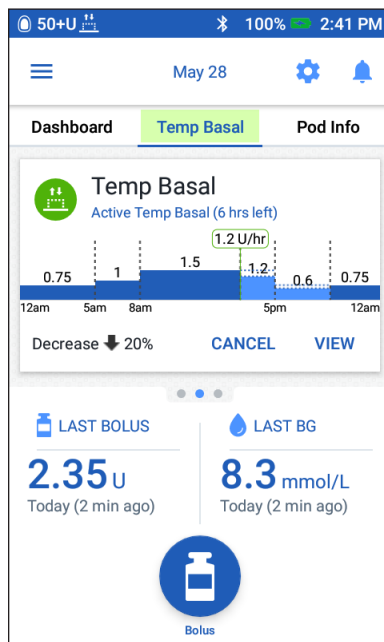 50+U 100% 2:41 PM
May 28
Dashboard Temp Basal Pod Info
Temp Basal
Active Temp Basal (6 hrs left)
1.2 U/hr
0.75 1 1.5 1.2 0.6 0.75
12am 5am 8am 5pm 12am
Decrease 20% CANCEL VIEW
LAST BOLUS LAST BG
2.35 U 8.3 mmol/L
Today (2 min ago) Today (2 min ago)
Bolus